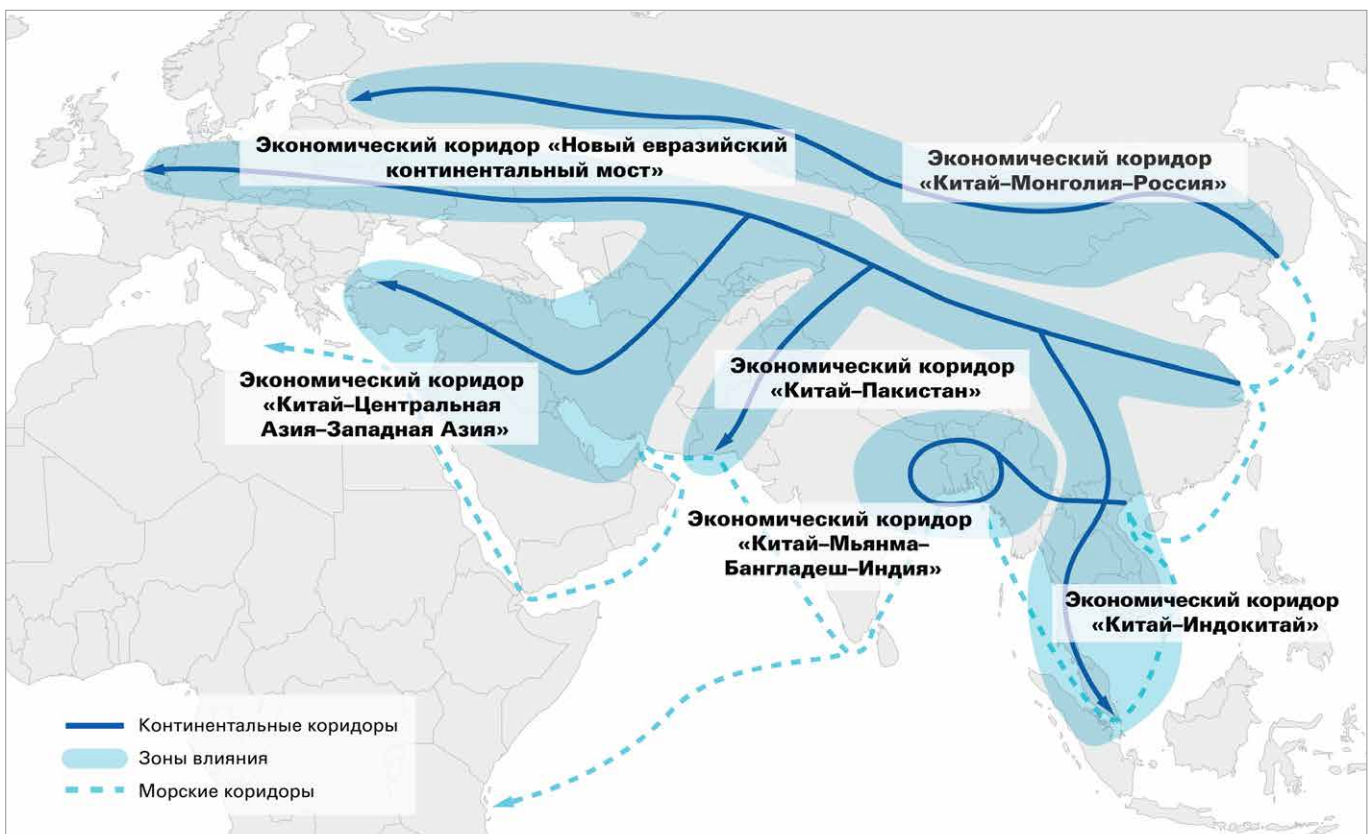 Экономический коридор «Новый евразийский
континентальный мост»
Экономический коридор
«Китай–Монголия–Россия»
Экономический коридор
«Китай–Центральная
Азия–Западная Азия»
Экономический коридор
«Китай–Пакистан»
Экономический коридор
«Китай–Мьянма–
Бангладеш–Индия»
Экономический коридор
«Китай–Индокитай»
Континентальные коридоры
Зоны влияния
Морские коридоры